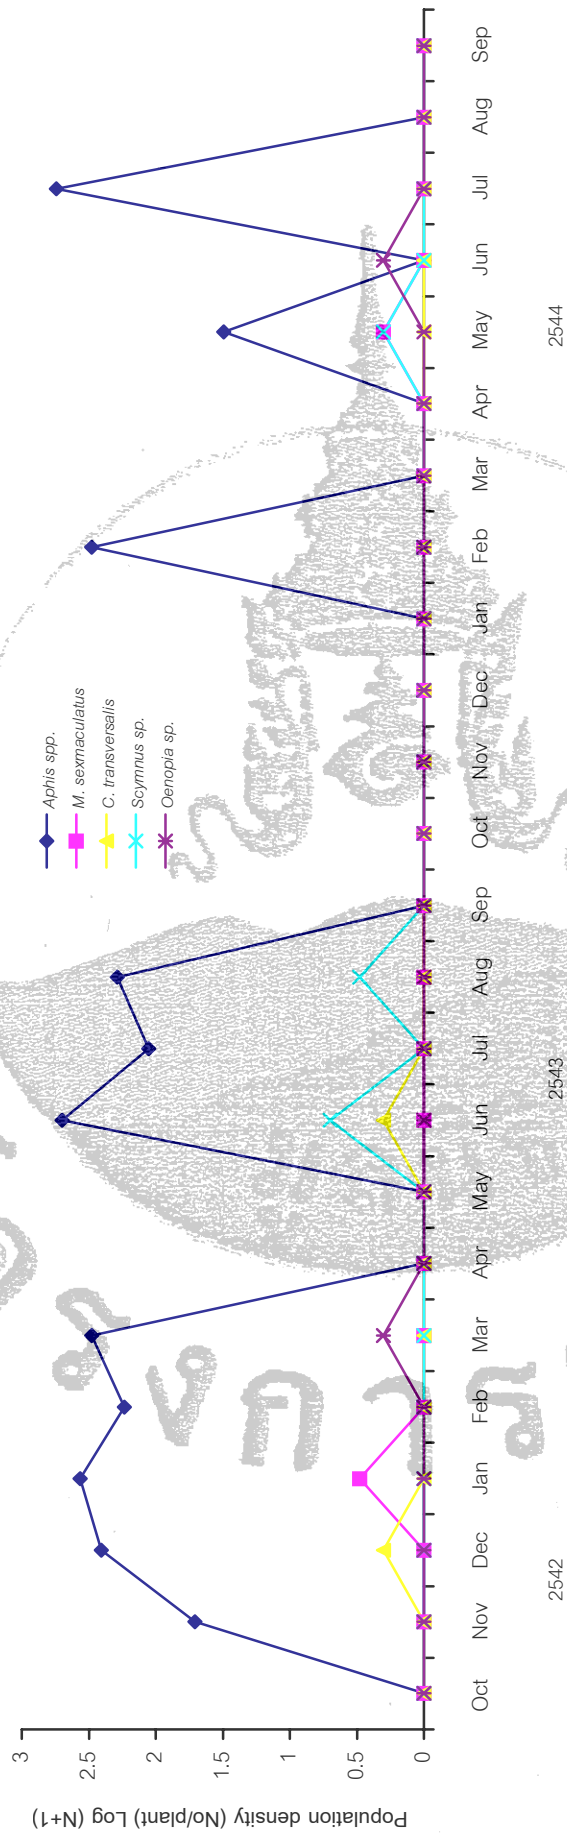 Population density (No/plant) Log (N+1)
3
2.5
2
1.5
1
0.5
0
Aphis spp.
M. sexmaculatus
C. transversalis
Scymnus sp.
Oenopia sp.
Oct Nov Dec Jan Feb Mar Apr May Jun Jul Aug Sep Oct Nov Dec Jan Feb Mar Apr May Jun Jul Aug Sep
2542 2543 2544